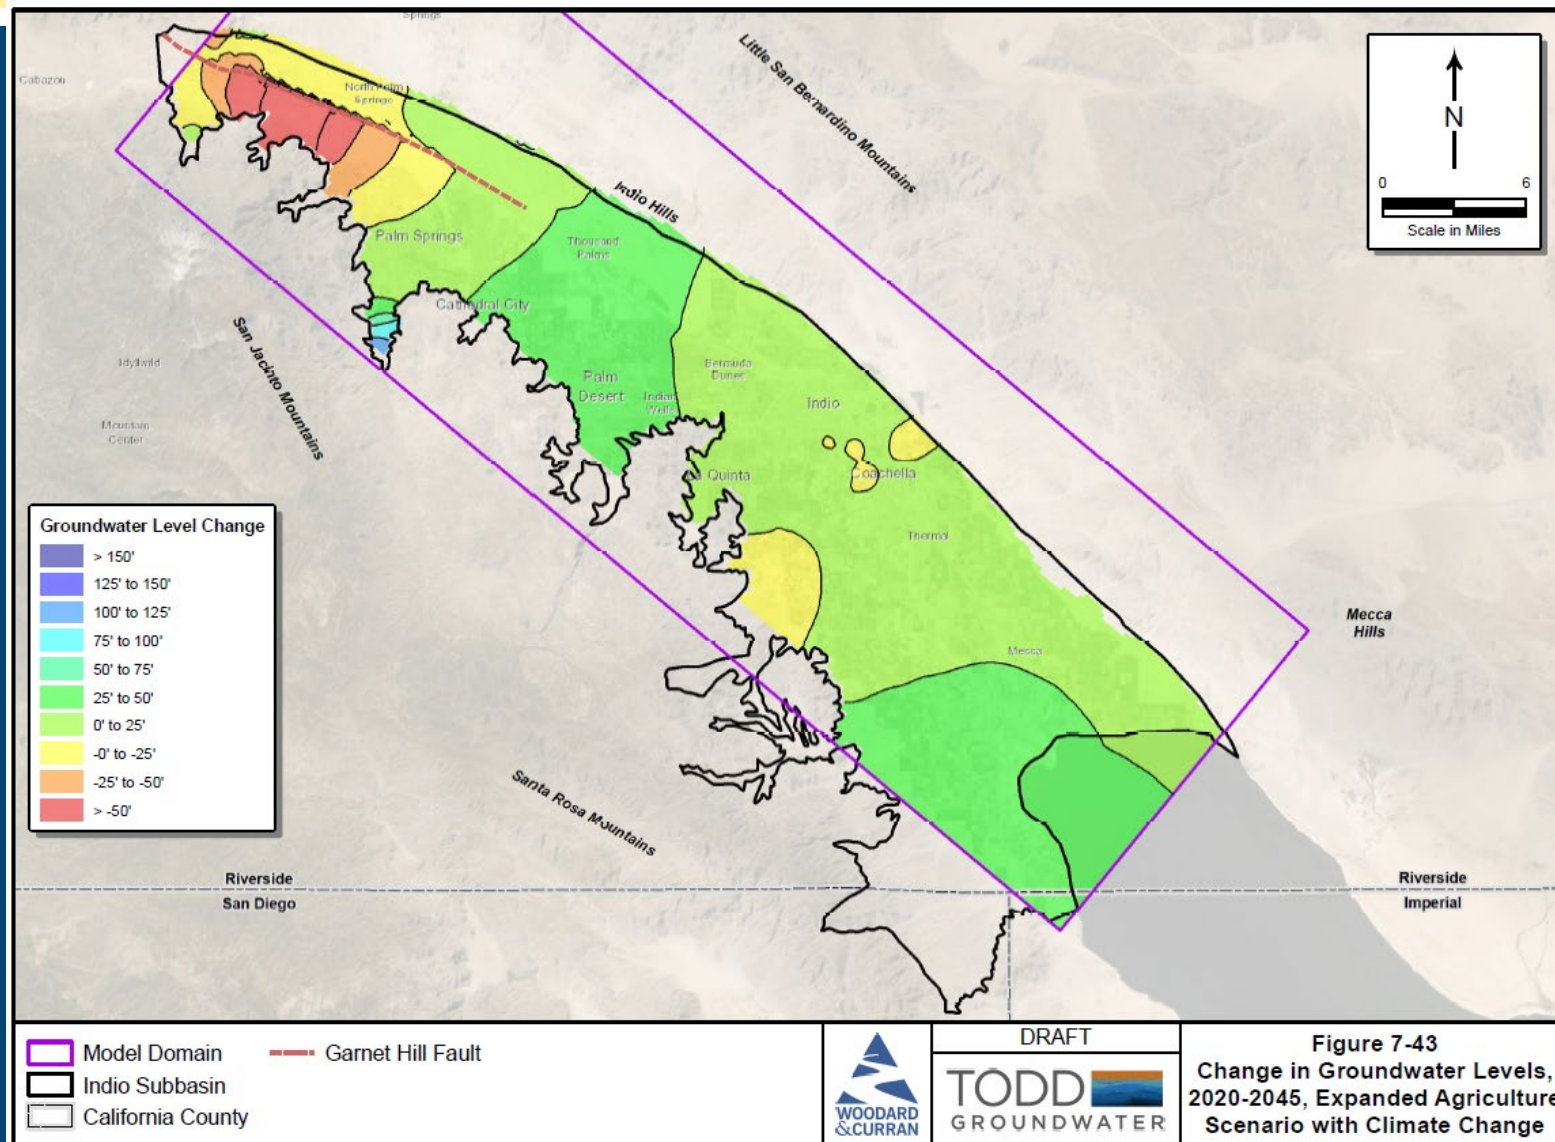 Springs
Cabazon
Little San Bernardino Mountains
N
0 6
Scale in Miles
North Palm
Springs
Indio Hills
Palm Springs
Thousand
Palms
Cathedral City
San Jacinto Mountains
Idyllwild
Mountain
Center
Palm
Desert
Indian
Wells
Bermuda
Dunes
Indio
La Quinta
Coachella
Thermal
Mecca
Mecca
Hills
Santa Rosa Mountains
Groundwater Level Change
> 150'
125' to 150'
100' to 125'
75' to 100'
50' to 75'
25' to 50'
0' to 25'
-0' to -25'
-25' to -50'
> -50'
Riverside
San Diego
Riverside
Imperial
Model Domain
Garnet Hill Fault
Indio Subbasin
California County
WOODARD
&CURRAN
DRAFT
TODD
GROUNDWATER
Figure 7-43
Change in Groundwater Levels,
2020-2045, Expanded Agriculture
Scenario with Climate Change